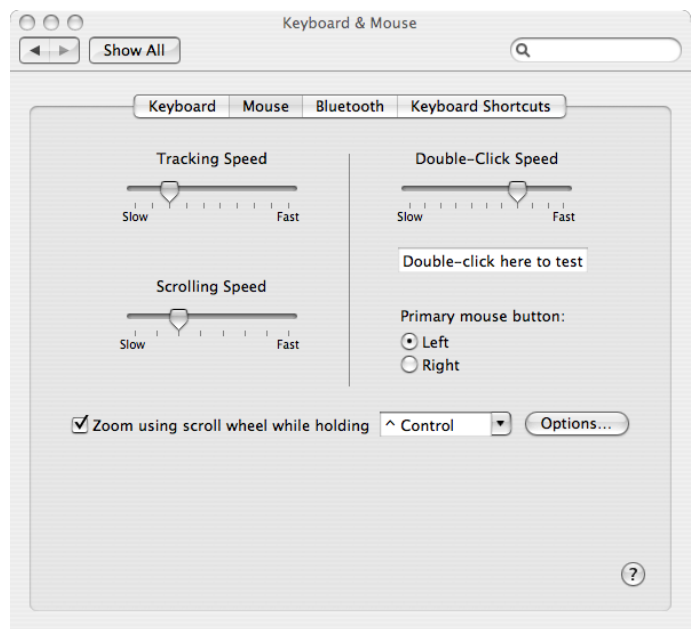 Keyboard & Mouse
Show All
Keyboard Mouse Bluetooth Keyboard Shortcuts
Tracking Speed
Slow Fast
Scrolling Speed
Slow Fast
Double-Click Speed
Slow Fast
Double-click here to test
Primary mouse button:
Left
Right
Zoom using scroll wheel while holding ^ Control Options...
?